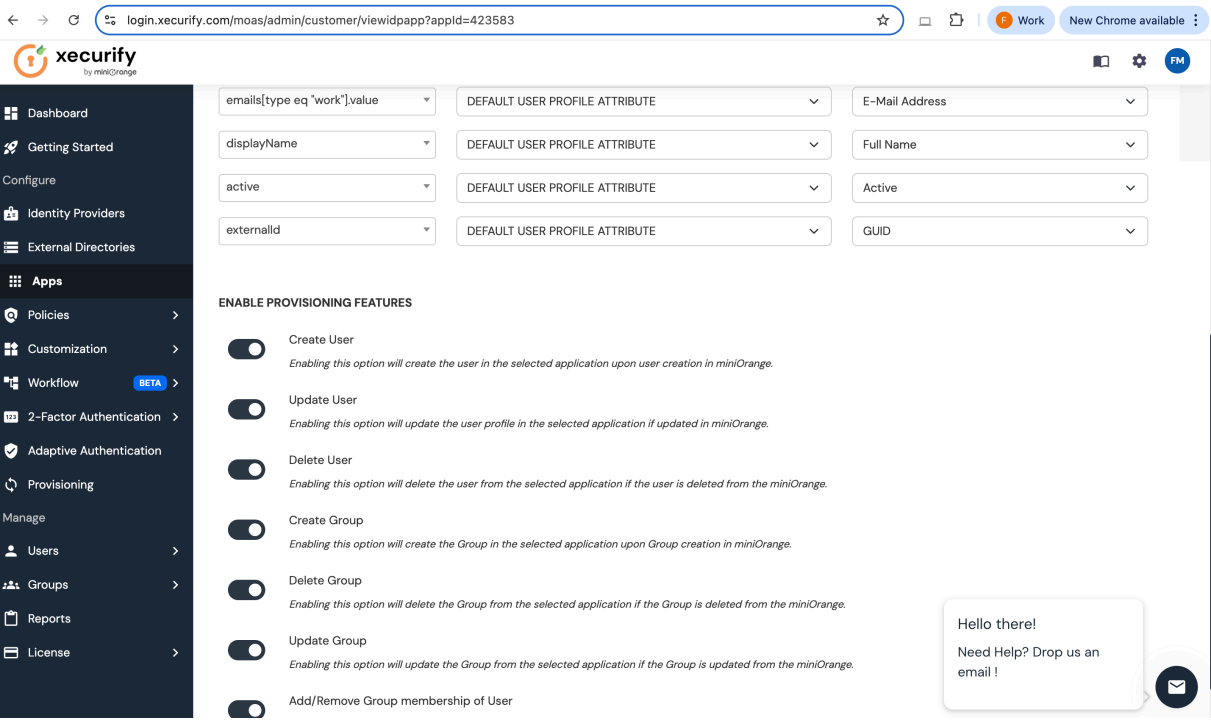 login.xecurify.com/moas/admin/customer/viewidpapp?appId=423583
F Work
New Chrome available
xecurify
by miniOrange
FM
Dashboard
Getting Started
Configure
Identity Providers
External Directories
Apps
Policies
Customization
Workflow BETA
123 2-Factor Authentication
Adaptive Authentication
Provisioning
Manage
Users
Groups
Reports
License
emails[type eq "work"].value DEFAULT USER PROFILE ATTRIBUTE E-Mail Address
displayName DEFAULT USER PROFILE ATTRIBUTE Full Name
active DEFAULT USER PROFILE ATTRIBUTE Active
externalId DEFAULT USER PROFILE ATTRIBUTE GUID
ENABLE PROVISIONING FEATURES
Create User
Enabling this option will create the user in the selected application upon user creation in miniOrange.
Update User
Enabling this option will update the user profile in the selected application if updated in miniOrange.
Delete User
Enabling this option will delete the user from the selected application if the user is deleted from the miniOrange.
Create Group
Enabling this option will create the Group in the selected application upon Group creation in miniOrange.
Delete Group
Enabling this option will delete the Group from the selected application if the Group is deleted from the miniOrange.
Update Group
Enabling this option will update the Group from the selected application if the Group is updated from the miniOrange.
Add/Remove Group membership of User
Hello there!
Need Help? Drop us an
email !